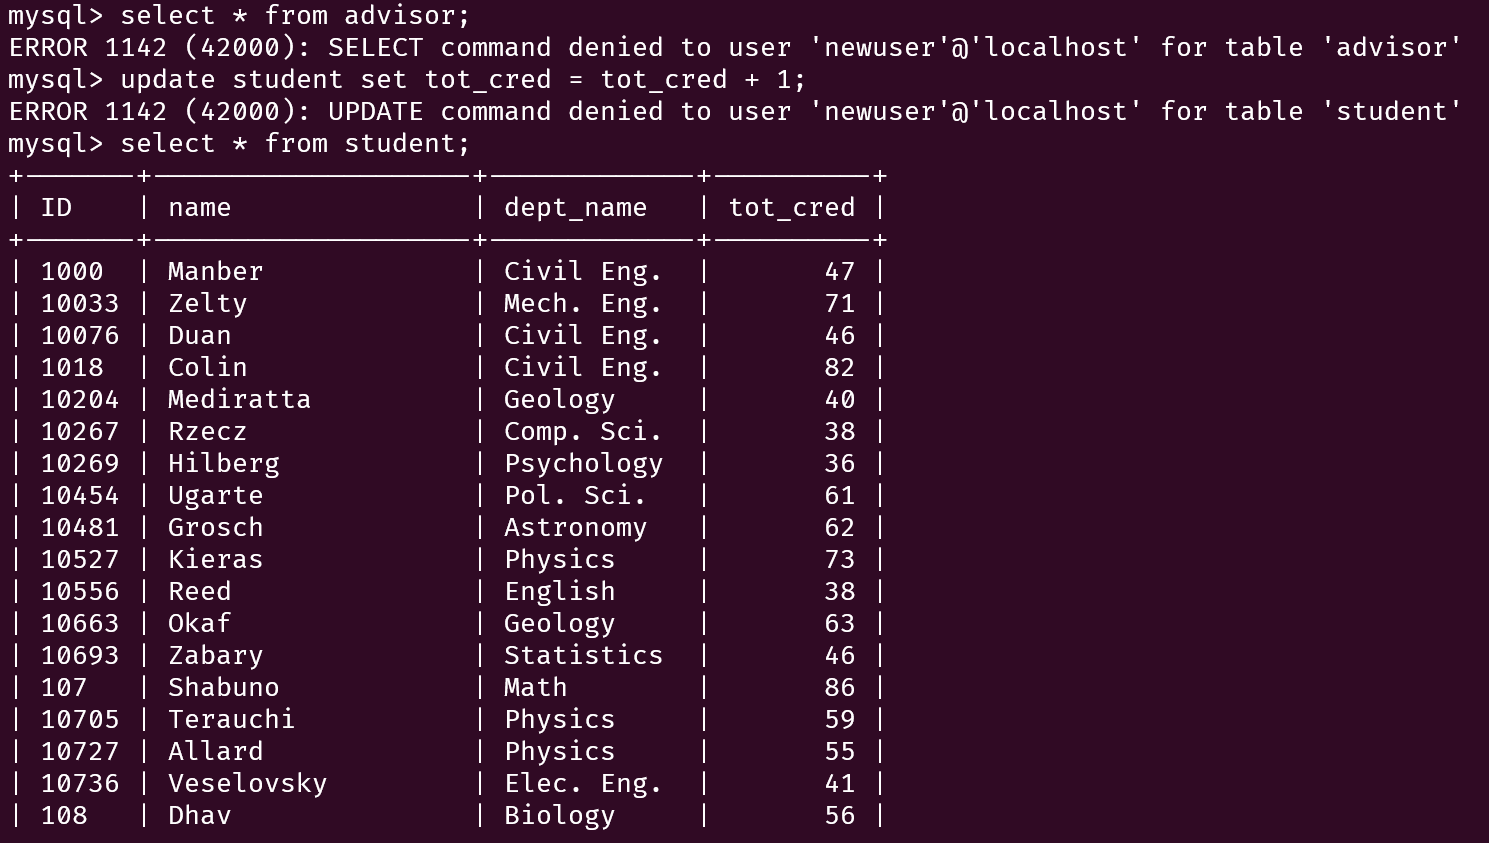 mysql> select * from advisor;
ERROR 1142 (42000): SELECT command denied to user 'newuser'@'localhost' for table 'advisor'
mysql> update student set tot_cred = tot_cred + 1;
ERROR 1142 (42000): UPDATE command denied to user 'newuser'@'localhost' for table 'student'
mysql> select * from student;
+-------+--------------------+-------------+----------+
| ID    | name               | dept_name   | tot_cred |
+-------+--------------------+-------------+----------+
| 1000  | Manber             | Civil Eng.  |       47 |
| 10033 | Zelty              | Mech. Eng.  |       71 |
| 10076 | Duan               | Civil Eng.  |       46 |
| 1018  | Colin              | Civil Eng.  |       82 |
| 10204 | Mediratta          | Geology     |       40 |
| 10267 | Rzecz              | Comp. Sci.  |       38 |
| 10269 | Hilberg            | Psychology  |       36 |
| 10454 | Ugarte             | Pol. Sci.   |       61 |
| 10481 | Grosch             | Astronomy   |       62 |
| 10527 | Kieras             | Physics     |       73 |
| 10556 | Reed               | English     |       38 |
| 10663 | Okaf               | Geology     |       63 |
| 10693 | Zabary             | Statistics  |       46 |
| 107   | Shabuno            | Math        |       86 |
| 10705 | Terauchi           | Physics     |       59 |
| 10727 | Allard             | Physics     |       55 |
| 10736 | Veselovsky         | Elec. Eng.  |       41 |
| 108   | Dhav               | Biology     |       56 |